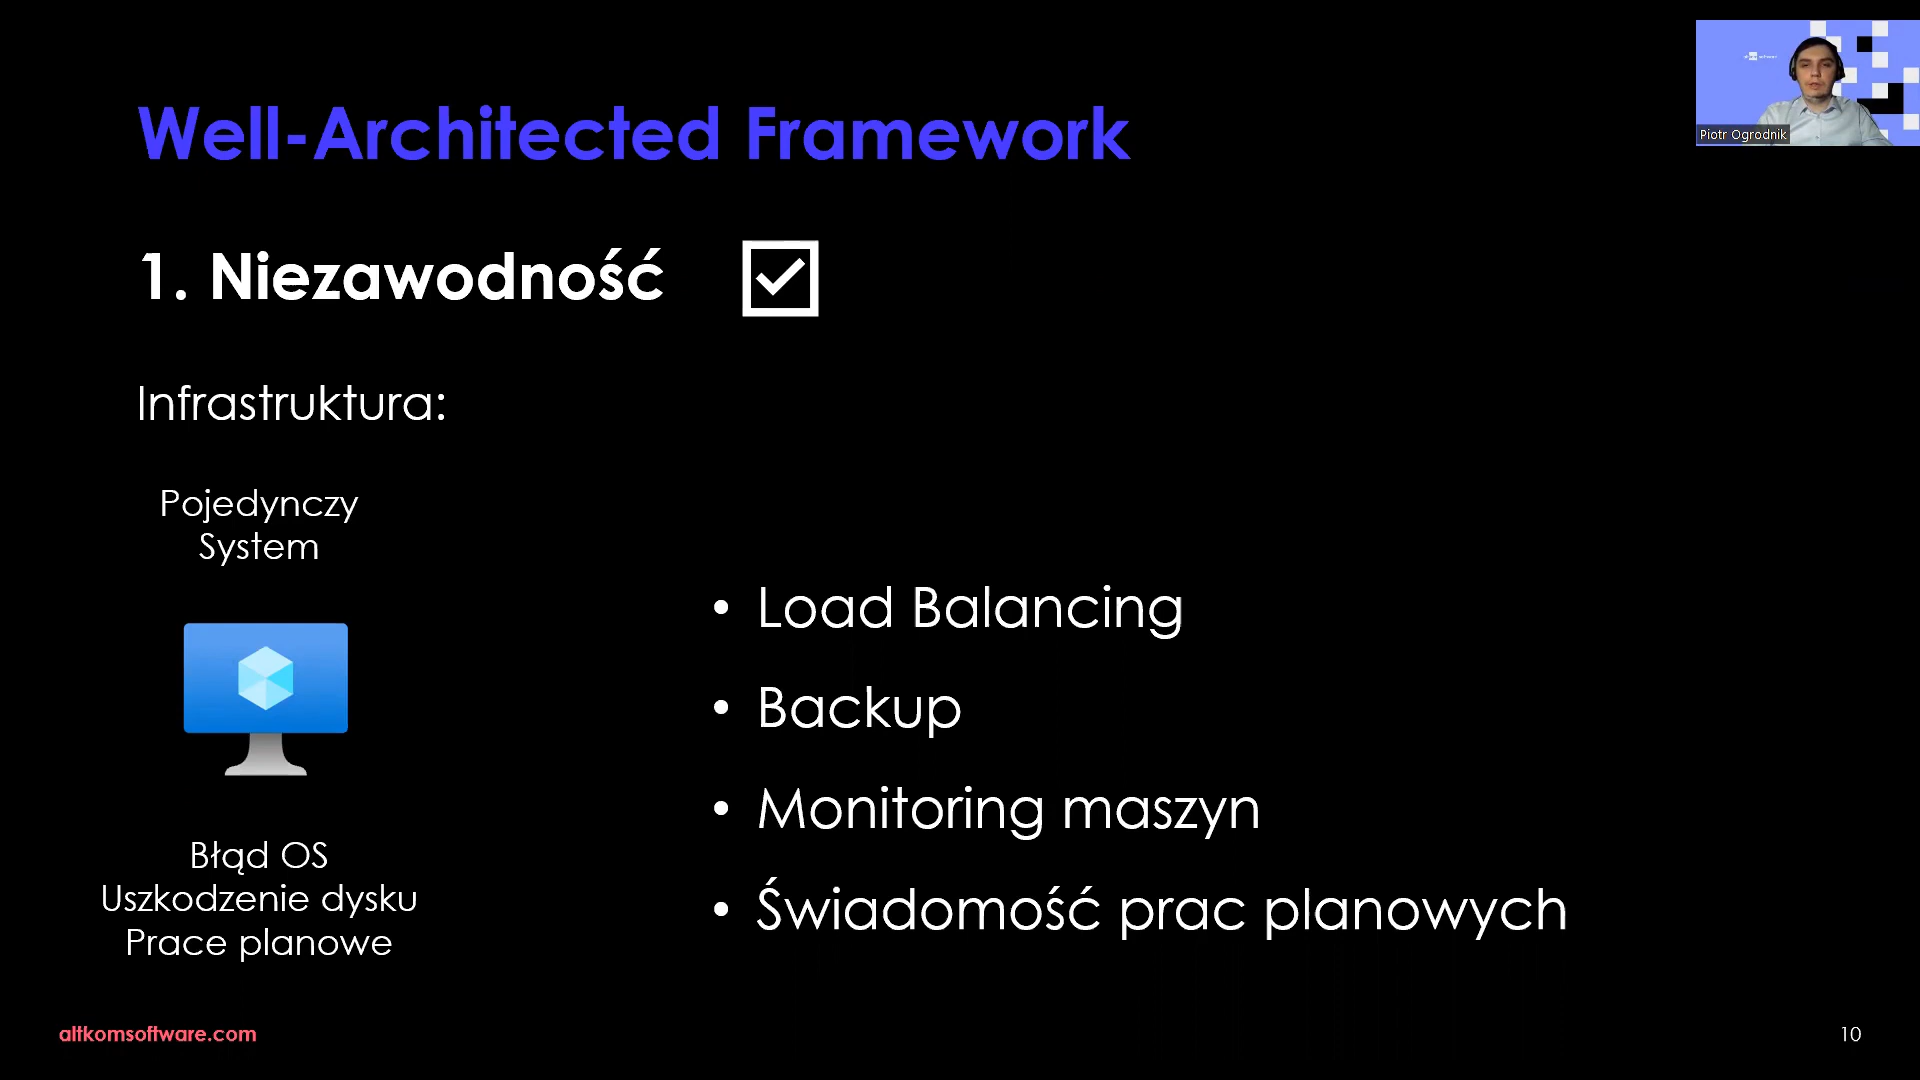 Well-Architected Framework
Piotr Ogrodnik
1. Niezawodność
Infrastruktura:
Pojedynczy
System
• Load Balancing
• Backup
• Monitoring maszyn
• Świadomość prac planowych
Błąd OS
Uszkodzenie dysku
Prace planowe
altkomsoftware.com
10